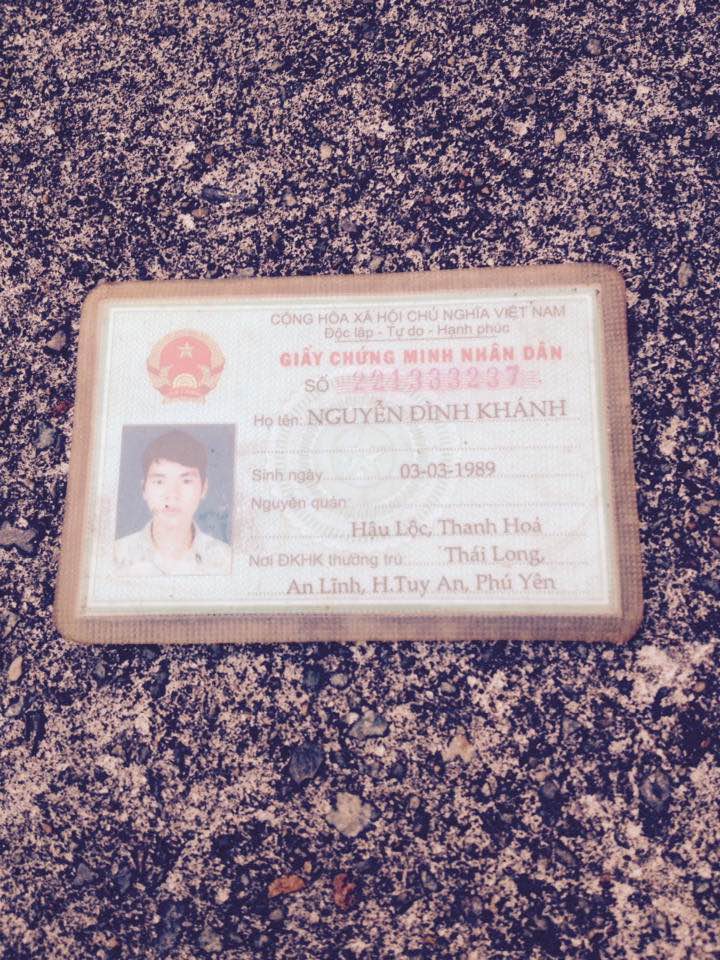 CỘNG HÒA XÃ HỘI CHỦ NGHĨA VIỆT NAM
Độc lập - Tự do - Hạnh phúc
GIẤY CHỨNG MINH NHÂN DÂN
SỐ 221333237
Họ tên: NGUYỄN ĐÌNH KHÁNH
Sinh ngày 03-03-1989
Nguyên quán:
Hậu Lộc, Thanh Hoá
Nơi ĐKHK thường trú Thái Long,
An Lĩnh, H.Tuy An, Phú Yên